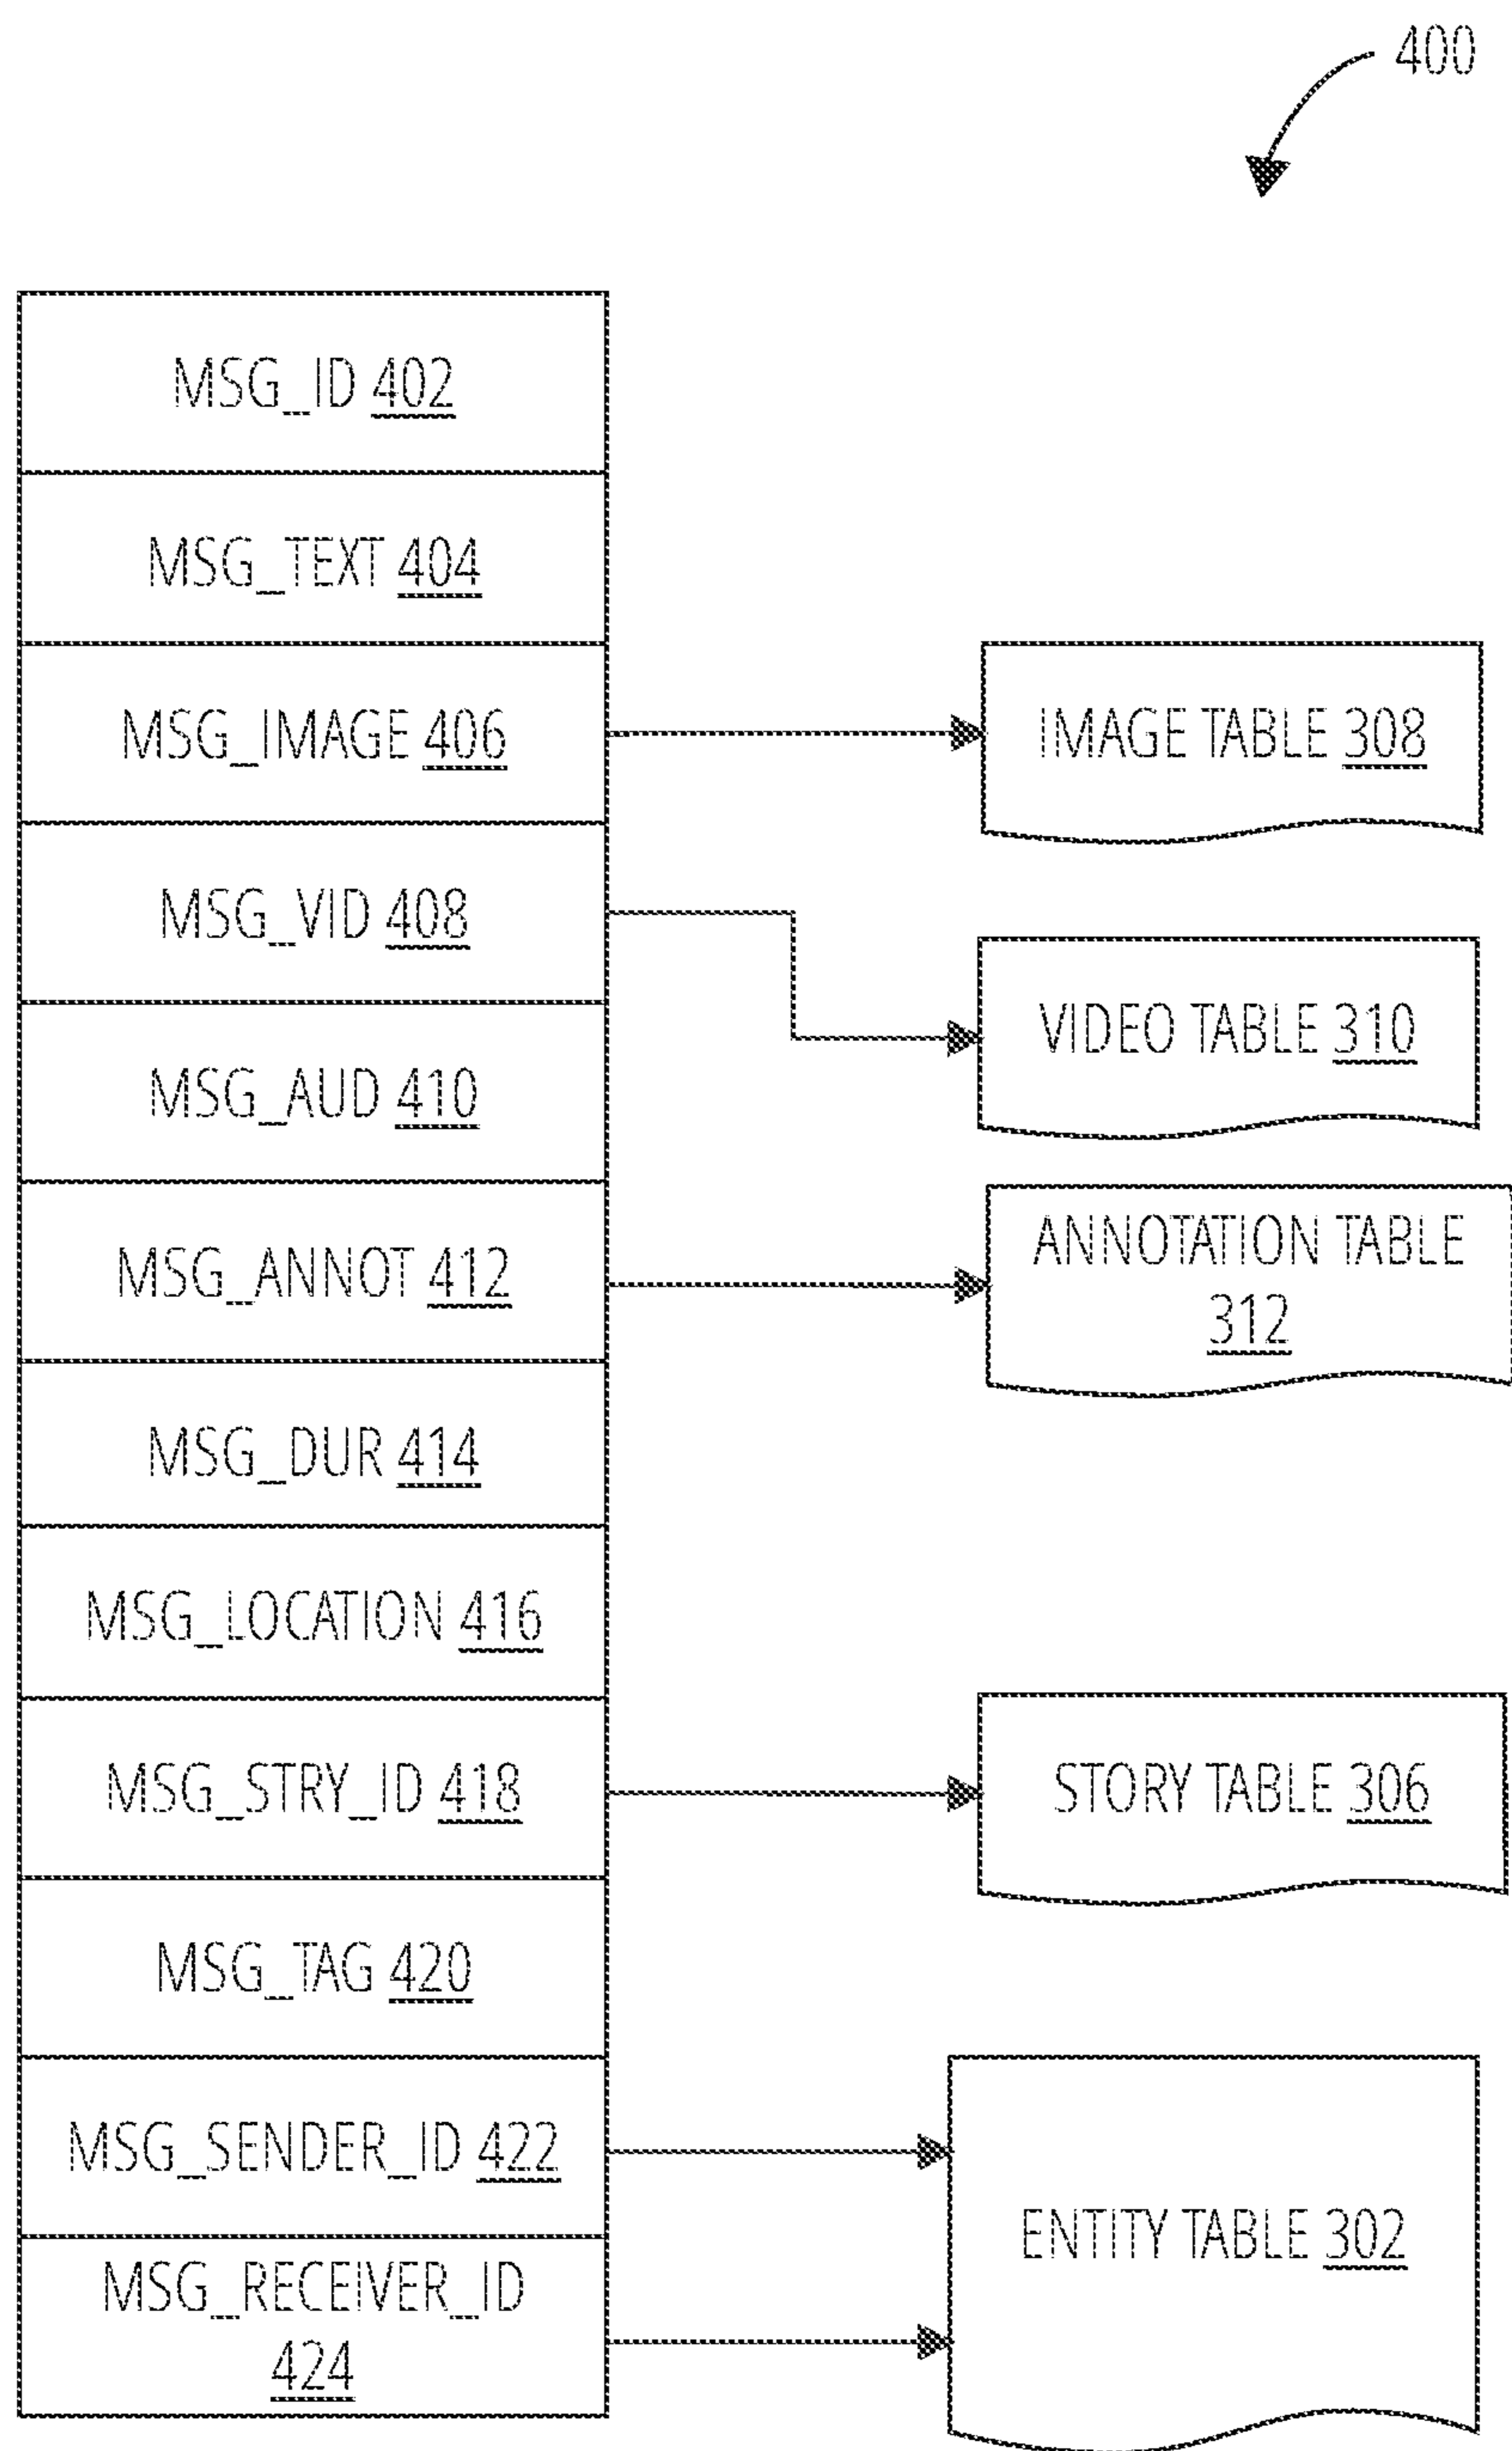 400
MSG_ID 402
MSG_TEXT 404
MSG_IMAGE 406
IMAGE TABLE 308
MSG_VID 408
VIDEO TABLE 310
MSG_AUD 410
MSG_ANNOT 412
ANNOTATION TABLE
312
MSG_DUR 414
MSG_LOCATION 416
MSG_STRY_ID 418
STORY TABLE 306
MSG_TAG 420
MSG_SENDER_ID 422
ENTITY TABLE 302
MSG_RECEIVER_ID
424